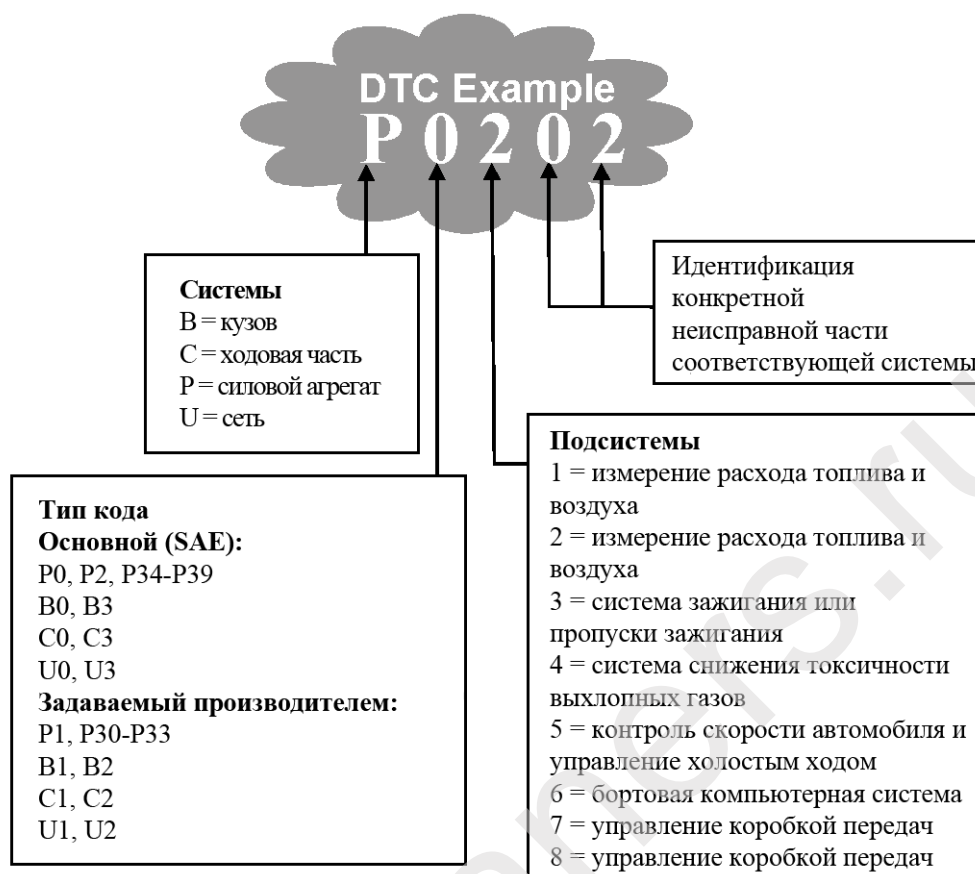 DTC Example
P 0 2 0 2
Системы
B = кузов
C = ходовая часть
P = силовой агрегат
U = сеть
Идентификация
конкретной
неисправной части
соответствующей системы
Тип кода
Основной (SAE):
P0, P2, P34-P39
B0, B3
C0, C3
U0, U3
Задаваемый производителем:
P1, P30-P33
B1, B2
C1, C2
U1, U2
Подсистемы
1 = измерение расхода топлива и
воздуха
2 = измерение расхода топлива и
воздуха
3 = система зажигания или
пропуски зажигания
4 = система снижения токсичности
выхлопных газов
5 = контроль скорости автомобиля и
управление холостым ходом
6 = бортовая компьютерная система
7 = управление коробкой передач
8 = управление коробкой передач